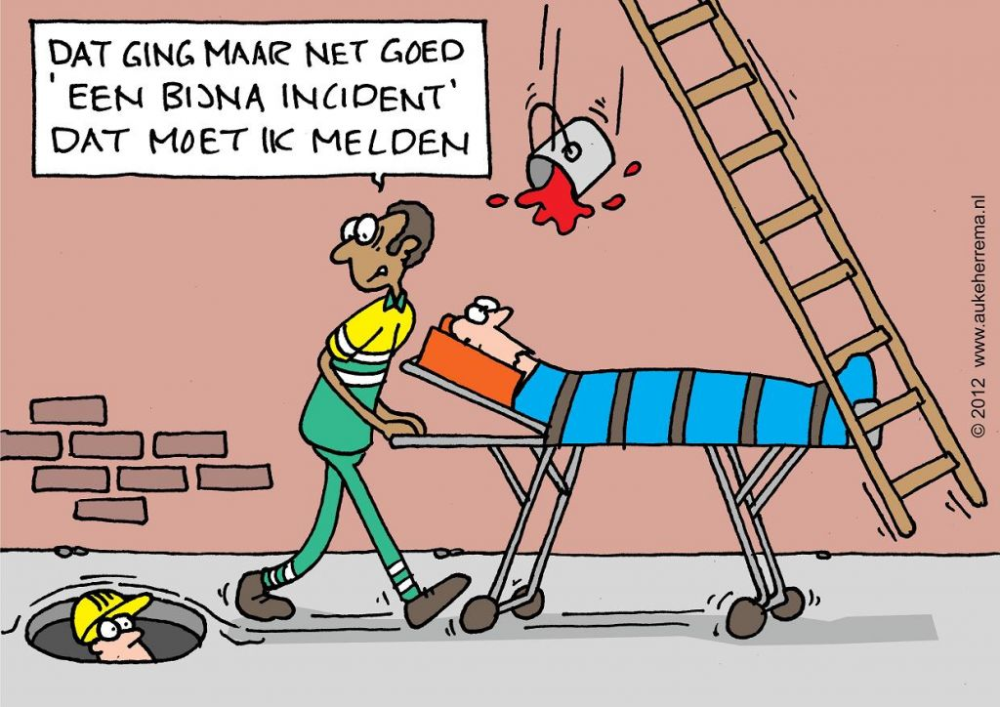 DAT GING MAAR NET GOED
'EEN BIJNA INCIDENT'
DAT MOET IK MELDEN
© 2012 www.aukeherrema.nl